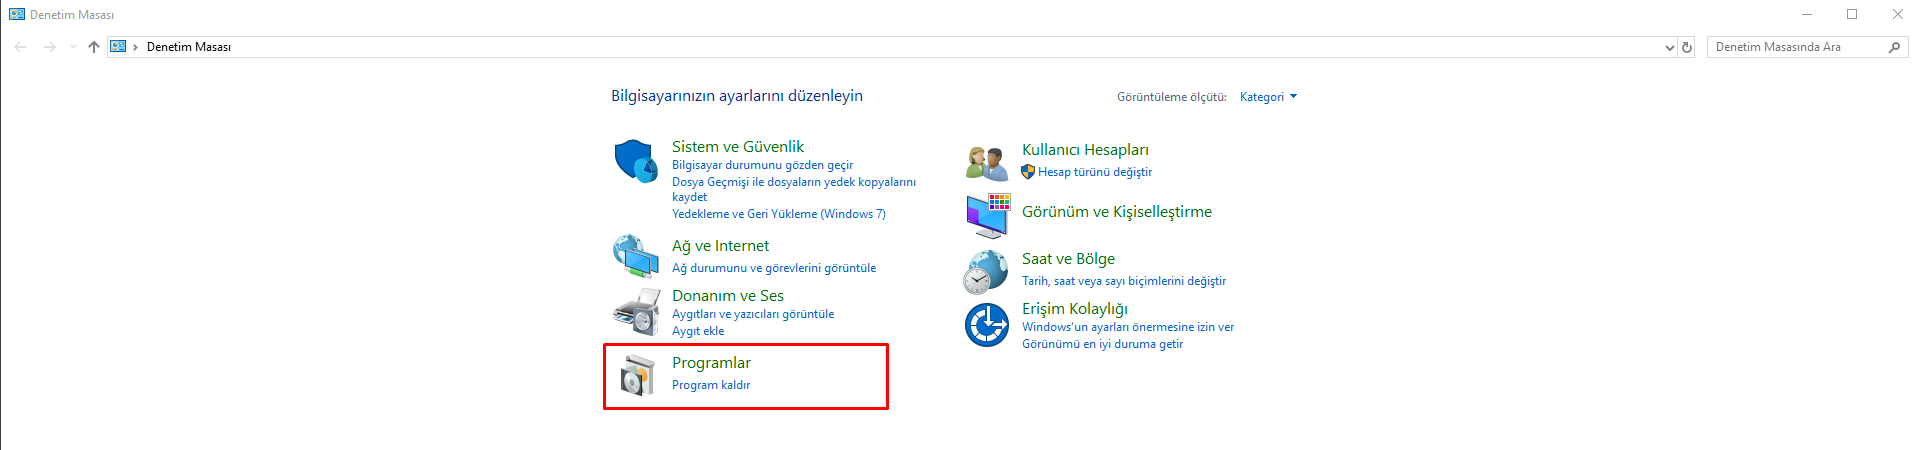 Denetim Masası
Denetim Masası
Denetim Masasında Ara
Bilgisayarınızın ayarlarını düzenleyin
Görüntüleme ölçütü: Kategori
Sistem ve Güvenlik
Bilgisayar durumunu gözden geçir
Dosya Geçmişi ile dosyaların yedek kopyalarını
kaydet
Yedekleme ve Geri Yükleme (Windows 7)
Ağ ve Internet
Ağ durumunu ve görevlerini görüntüle
Donanım ve Ses
Aygıtları ve yazıcıları görüntüle
Aygıt ekle
Programlar
Program kaldır
Kullanıcı Hesapları
Hesap türünü değiştir
Görünüm ve Kişiselleştirme
Saat ve Bölge
Tarih, saat veya sayı biçimlerini değiştir
Erişim Kolaylığı
Windows'un ayarları önermesine izin ver
Görünümü en iyi duruma getir